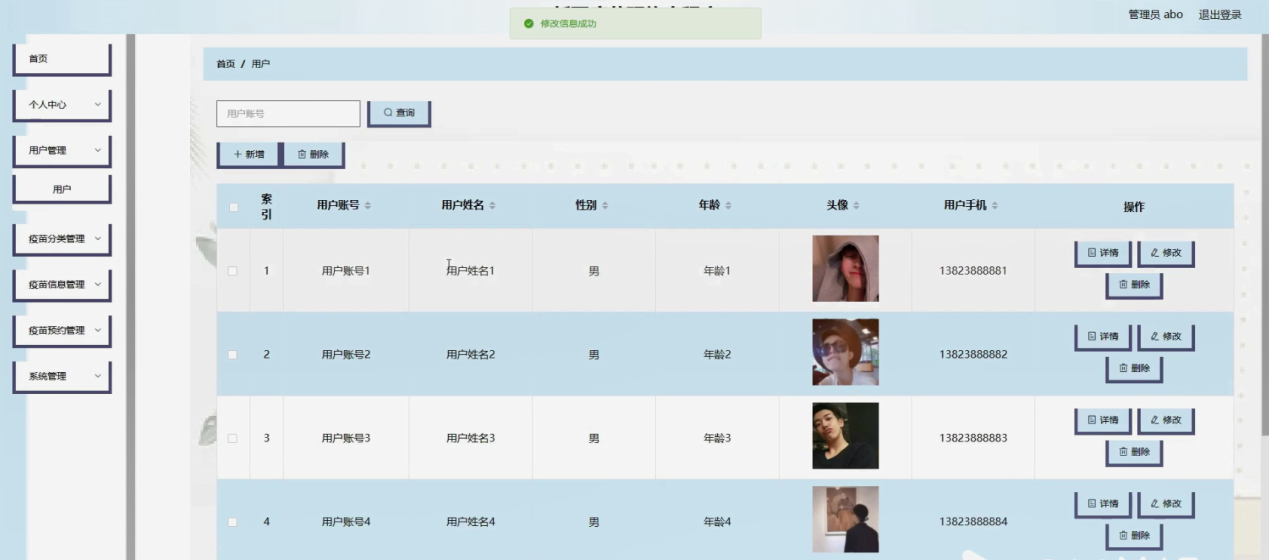 修改信息成功
管理员 abo 退出登录
首页
个人中心
用户管理
用户
疫苗分类管理
疫苗信息管理
疫苗预约管理
系统管理
首页 / 用户
用户账号
查询
新增 删除
索引 用户账号 用户姓名 性别 年龄 头像 用户手机 操作
1 用户账号1 用户姓名1 男 年龄1 13823888881 详情 修改
删除
2 用户账号2 用户姓名2 男 年龄2 13823888882 详情 修改
删除
3 用户账号3 用户姓名3 男 年龄3 13823888883 详情 修改
删除
4 用户账号4 用户姓名4 男 年龄4 13823888884 详情 修改
删除